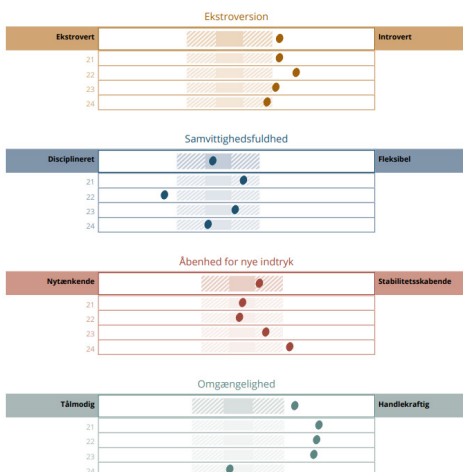 Ekstroversion
Ekstrovert Introvert
21
22
23
24
Samvittighedsfuldhed
Disciplineret Fleksibel
21
22
23
24
Åbenhed for nye indtryk
Nytænkende Stabilitetsskabende
21
22
23
24
Omgængelighed
Tålmodig Handlekraftig
21
22
23
24